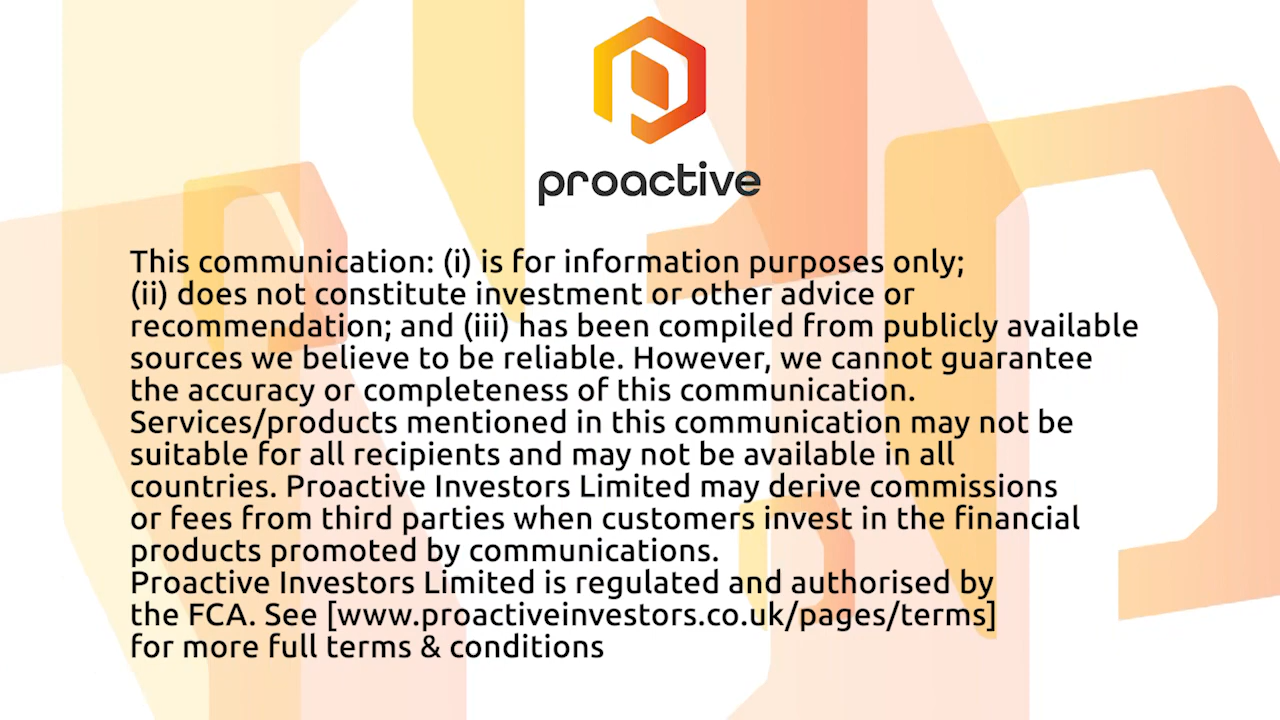 proactive
This communication: (i) is for information purposes only;
(ii) does not constitute investment or other advice or
recommendation; and (iii) has been compiled from publicly available
sources we believe to be reliable. However, we cannot guarantee
the accuracy or completeness of this communication.
Services/products mentioned in this communication may not be
suitable for all recipients and may not be available in all
countries. Proactive Investors Limited may derive commissions
or fees from third parties when customers invest in the financial
products promoted by communications.
Proactive Investors Limited is regulated and authorised by
the FCA. See [www.proactiveinvestors.co.uk/pages/terms]
for more full terms & conditions